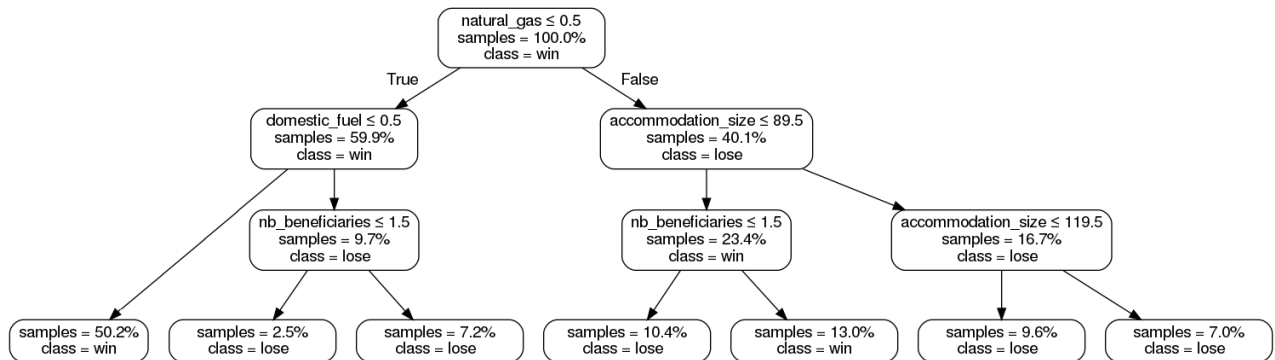 natural_gas ≤ 0.5
samples = 100.0%
class = win
True
False
domestic_fuel ≤ 0.5
samples = 59.9%
class = win
accommodation_size ≤ 89.5
samples = 40.1%
class = lose
nb_beneficiaries ≤ 1.5
samples = 9.7%
class = lose
nb_beneficiaries ≤ 1.5
samples = 23.4%
class = win
accommodation_size ≤ 119.5
samples = 16.7%
class = lose
samples = 50.2%
class = win
samples = 2.5%
class = lose
samples = 7.2%
class = lose
samples = 10.4%
class = lose
samples = 13.0%
class = win
samples = 9.6%
class = lose
samples = 7.0%
class = lose